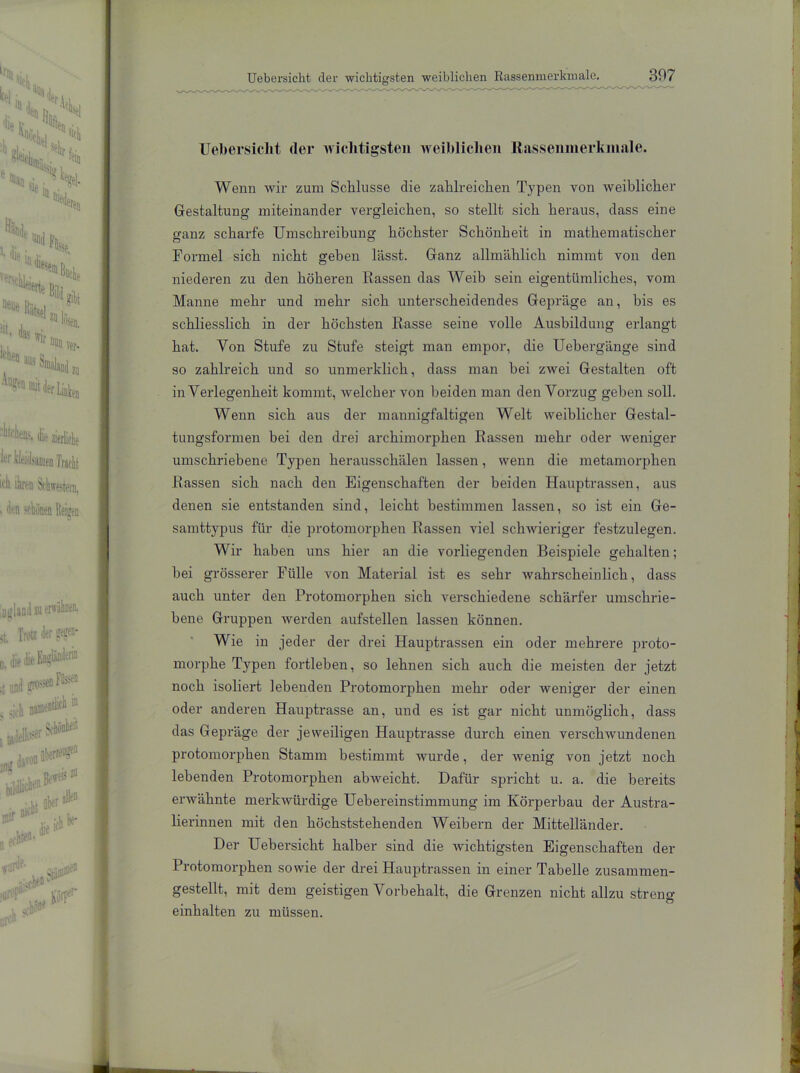 Uebersicht der wichtigsten weiblichen Rassenmerkmale. 397
Uebersicht der wichtigsten weiblichen Rassenmerkmale.
Wenn wir zum Schlusse die zahlreichen Typen von weiblicher
Gestaltung miteinander vergleichen, so stellt sich heraus, dass eine
ganz scharfe Umschreibung höchster Schönheit in mathematischer
Formel sich nicht geben lässt. Ganz allmählich nimmt von den
niederen zu den höheren Rassen das Weib sein eigentümliches, vom
Manne mehr und mehr sich unterscheidendes Gepräge an, bis es
schliesslich in der höchsten Rasse seine volle Ausbildung erlangt
hat. Von Stufe zu Stufe steigt man empor, die Uebergänge sind
so zahlreich und so unmerklich, dass man bei zwei Gestalten oft
in Verlegenheit kommt, welcher von beiden man den Vorzug geben soll.
Wenn sich aus der mannigfaltigen Welt weiblicher Gestal-
tungsformen bei den drei archimorphen Rassen mehr oder weniger
umschriebene Typen herausschälen lassen, wenn die metamorphen
Rassen sich nach den Eigenschaften der beiden Hauptrassen, aus
denen sie entstanden sind, leicht bestimmen lassen, so ist ein Ge-
samttypus für die protomorphen Rassen viel schwieriger festzulegen.
Wir haben uns hier an die vorliegenden Beispiele gehalten;
bei grösserer Fülle von Material ist es sehr wahrscheinlich, dass
auch unter den Protomorphen sich verschiedene schärfer umschrie-
bene Gruppen werden aufstellen lassen können.
Wie in jeder der drei Hauptrassen ein oder mehrere proto-
morphe Typen fortleben, so lehnen sich auch die meisten der jetzt
noch isoliert lebenden Protomorphen mehr oder weniger der einen
oder anderen Hauptrasse an, und es ist gar nicht unmöglich, dass
das Gepräge der jeweiligen Hauptrasse durch einen verschwundenen
protomorphen Stamm bestimmt wurde, der wenig von jetzt noch
lebenden Protomorphen abweicht. Dafür spricht u. a. die bereits
erwähnte merkwürdige Uebereinstimmung im Körperbau der Austra-
lierinnen mit den höchststehenden Weibern der Mittelländer.
Der Uebersicht halber sind die wichtigsten Eigenschaften der
Protomorphen sowie der drei Hauptrassen in einer Tabelle zusammen-
gestellt, mit dem geistigen Vorbehalt, die Grenzen nicht allzu streng
einhalten zu müssen.